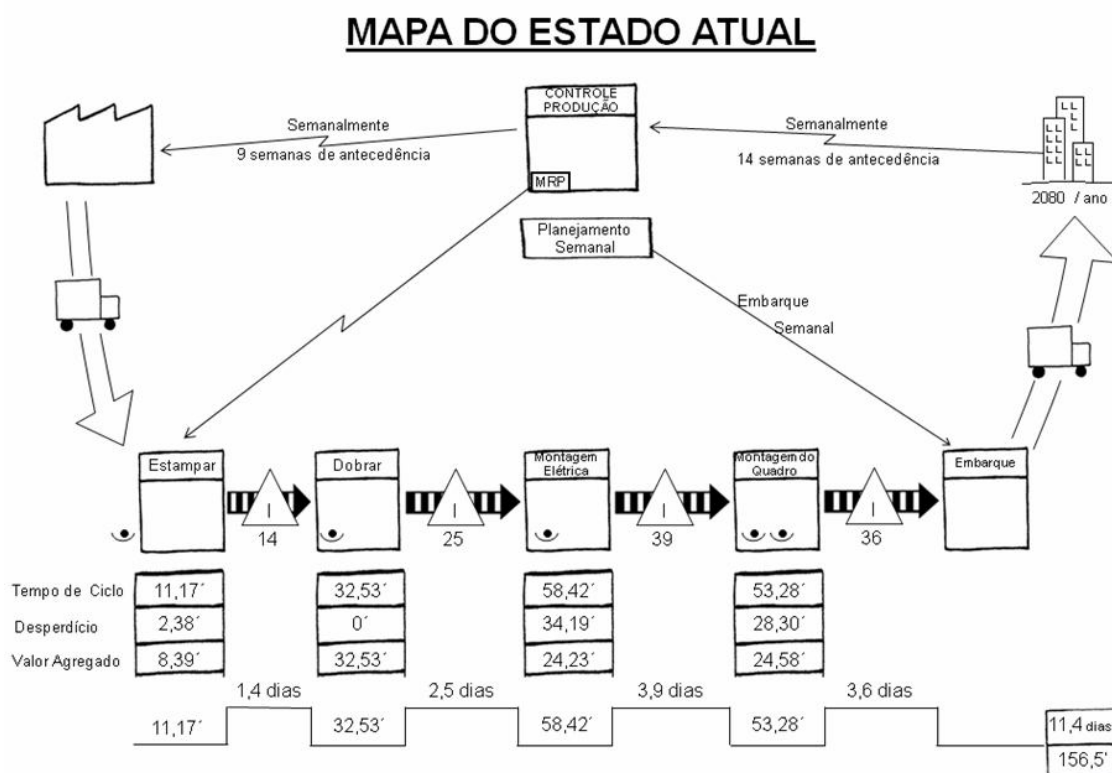 MAPA DO ESTADO ATUAL
CONTROLE
PRODUÇÃO
MRP
Semanalmente
9 semanas de antecedência
Semanalmente
14 semanas de antecedência
2080 / ano
Planejamento
Semanal
Embarque
Semanal
Estampar
Dobrar
Montagem
Elétrica
Montagem do
Quadro
Embarque
I
I
I
I
14
25
39
36
Tempo de Ciclo 11,17´ 32,53´ 58,42´ 53,28´
Desperdício 2,38´ 0´ 34,19´ 28,30´
Valor Agregado 8,39´ 32,53´ 24,23´ 24,58´
1,4 dias 2,5 dias 3,9 dias 3,6 dias
11,17´ 32,53´ 58,42´ 53,28´ 11,4 dias
156,5'